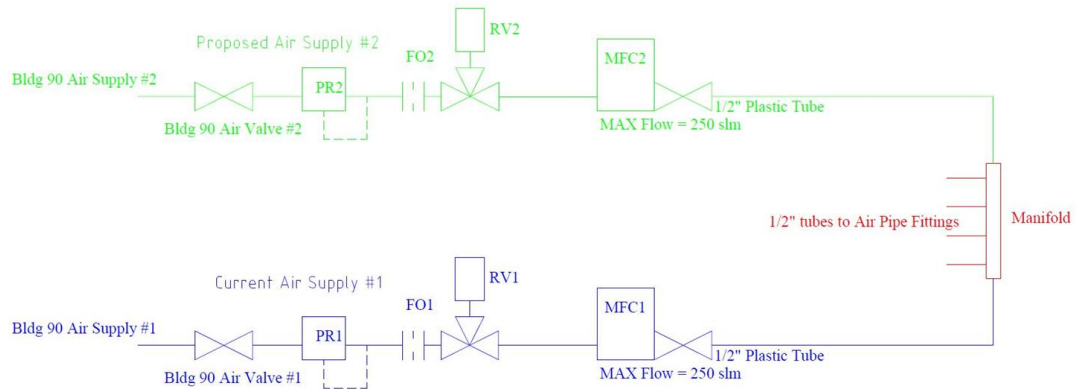 Proposed Air Supply #2
RV2
FO2
MFC2
Bldg 90 Air Supply #2
PR2
1/2" Plastic Tube
Bldg 90 Air Valve #2
MAX Flow = 250 slm
1/2" tubes to Air Pipe Fittings
Manifold
Current Air Supply #1
RV1
FO1
MFC1
Bldg 90 Air Supply #1
PR1
1/2" Plastic Tube
Bldg 90 Air Valve #1
MAX Flow = 250 slm